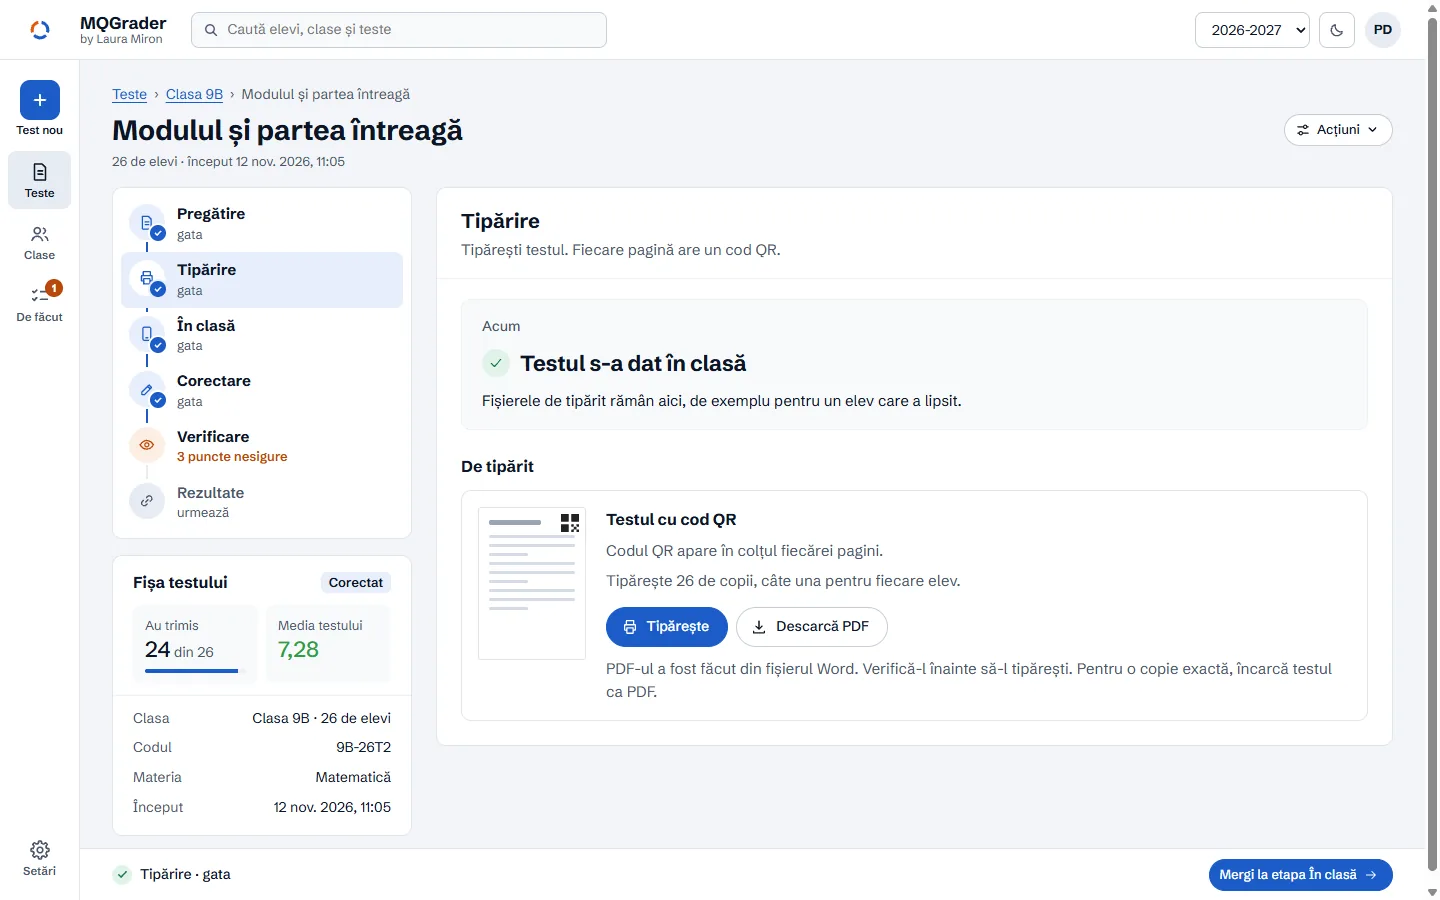 MQGrader
by Laura Miron
Caută elevi, clase și teste
2026-2027
PD
Test nou
Teste
Clase
1
De făcut
Setări
Teste › Clasa 9B › Modulul și partea întreagă
Modulul și partea întreagă
26 de elevi · început 12 nov. 2026, 11:05
Acțiuni
Pregătire
gata
Tipărire
gata
În clasă
gata
Corectare
gata
Verificare
3 puncte nesigure
Rezultate
urmează
Fișa testului
Corectat
Au trimis
24 din 26
Media testului
7,28
Clasa
Clasa 9B · 26 de elevi
Codul
9B-26T2
Materia
Matematică
Început
12 nov. 2026, 11:05
Tipărire
Tipărești testul. Fiecare pagină are un cod QR.
Acum
Testul s-a dat în clasă
Fișierele de tipărit rămân aici, de exemplu pentru un elev care a lipsit.
De tipărit
Testul cu cod QR
Codul QR apare în colțul fiecărei pagini.
Tipărește 26 de copii, câte una pentru fiecare elev.
Tipărește
Descarcă PDF
PDF-ul a fost făcut din fișierul Word. Verifică-l înainte să-l tipărești. Pentru o copie exactă, încarcă testul
ca PDF.
Tipărire · gata
Mergi la etapa În clasă